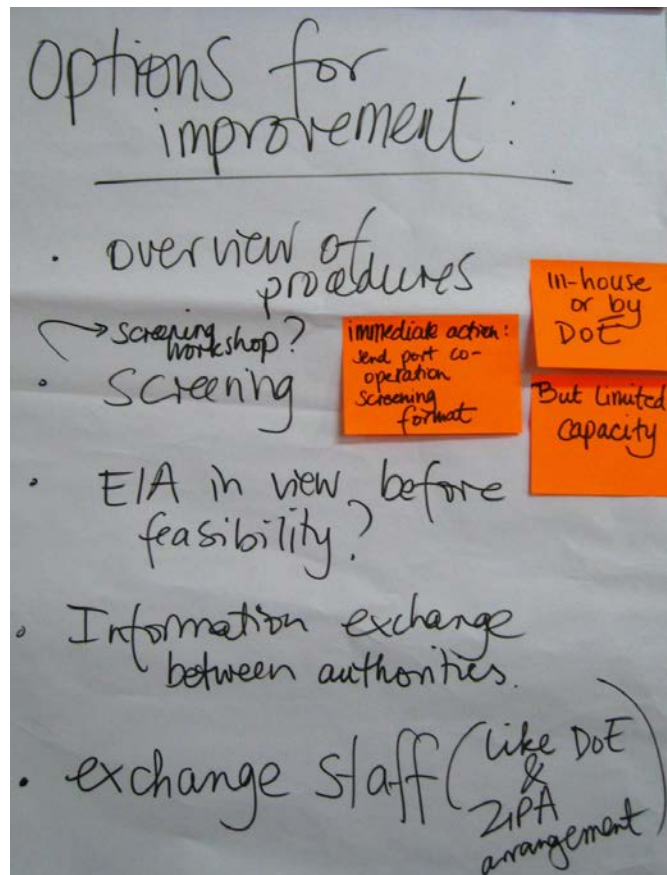 Options for
improvement:
• overview of
procedures
In-house
or by
DoE
→ screening
workshop?
immediate action:
send port co-
operation
screening
format
• Screening
But limited
capacity
• EIA in view before
feasibility?
• Information exchange
between authorities.
• exchange staff (like DoE
&
ZIPA
arrangement)